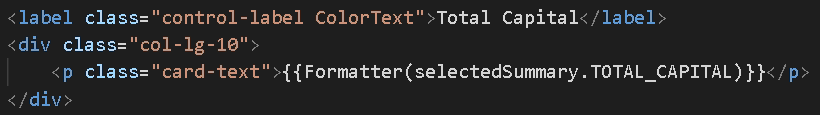 <label class="control-label ColorText">Total Capital</label>
<div class="col-lg-10">
    <p class="card-text">{{Formatter(selectedSummary.TOTAL_CAPITAL)}}</p>
</div>